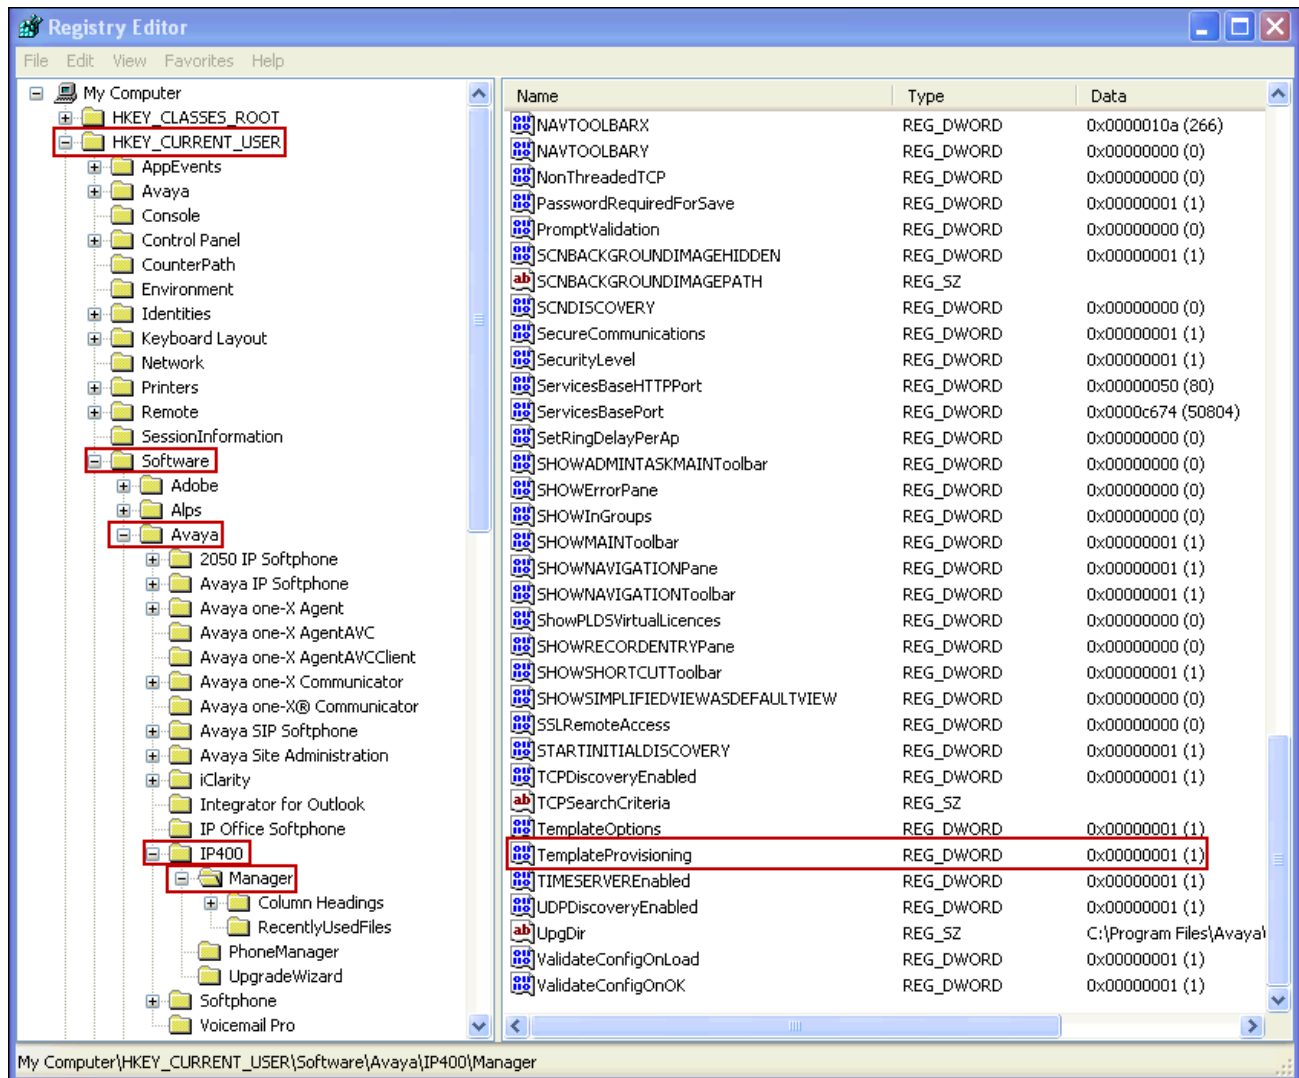 Registry Editor
File Edit View Favorites Help
My Computer
HKEY_CLASSES_ROOT
HKEY_CURRENT_USER
AppEvents
Avaya
Console
Control Panel
CounterPath
Environment
Identities
Keyboard Layout
Network
Printers
Remote
SessionInformation
Software
Adobe
Alps
Avaya
2050 IP Softphone
Avaya IP Softphone
Avaya one-X Agent
Avaya one-X AgentAVC
Avaya one-X AgentAVCClient
Avaya one-X Communicator
Avaya one-X® Communicator
Avaya SIP Softphone
Avaya Site Administration
iClarity
Integrator for Outlook
IP Office Softphone
IP400
Manager
Column Headings
RecentlyUsedFiles
PhoneManager
UpgradeWizard
Softphone
Voicemail Pro
Name Type Data
NAVTOOLBARX REG_DWORD 0x0000010a (266)
NAVTOOLBARY REG_DWORD 0x00000000 (0)
NonThreadedTCP REG_DWORD 0x00000000 (0)
PasswordRequiredForSave REG_DWORD 0x00000001 (1)
PromptValidation REG_DWORD 0x00000000 (0)
SCNBACKGROUNDIMAGEHIDDEN REG_DWORD 0x00000001 (1)
SCNBACKGROUNDIMAGEPATH REG_SZ
SCNDISCOVERY REG_DWORD 0x00000000 (0)
SecureCommunications REG_DWORD 0x00000001 (1)
SecurityLevel REG_DWORD 0x00000001 (1)
ServicesBaseHTTPPort REG_DWORD 0x00000050 (80)
ServicesBasePort REG_DWORD 0x0000c674 (50804)
SetRingDelayPerAp REG_DWORD 0x00000000 (0)
SHOWADMINTASKMAINToolbar REG_DWORD 0x00000000 (0)
SHOWErrorPane REG_DWORD 0x00000000 (0)
SHOWInGroups REG_DWORD 0x00000000 (0)
SHOWMAINToolbar REG_DWORD 0x00000001 (1)
SHOWNAVIGATIONPane REG_DWORD 0x00000001 (1)
SHOWNAVIGATIONToolbar REG_DWORD 0x00000001 (1)
ShowPLDSVirtualLicences REG_DWORD 0x00000000 (0)
SHOWRECORDENTRYPane REG_DWORD 0x00000000 (0)
SHOWSHORTCUTToolbar REG_DWORD 0x00000001 (1)
SHOWSIMPLIFIEDVIEWASDEFAULTVIEW REG_DWORD 0x00000000 (0)
SSLRemoteAccess REG_DWORD 0x00000000 (0)
STARTINITIALDISCOVERY REG_DWORD 0x00000001 (1)
TCPDiscoveryEnabled REG_DWORD 0x00000001 (1)
TCPSearchCriteria REG_SZ
TemplateOptions REG_DWORD 0x00000001 (1)
TemplateProvisioning REG_DWORD 0x00000001 (1)
TIMESERVEREnabled REG_DWORD 0x00000001 (1)
UDPDiscoveryEnabled REG_DWORD 0x00000001 (1)
UpgDir REG_SZ C:\Program Files\Avaya\
ValidateConfigOnLoad REG_DWORD 0x00000001 (1)
ValidateConfigOnOK REG_DWORD 0x00000001 (1)
My Computer\HKEY_CURRENT_USER\Software\Avaya\IP400\Manager